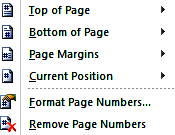 Top of Page
Bottom of Page
Page Margins
Current Position
Format Page Numbers...
Remove Page Numbers